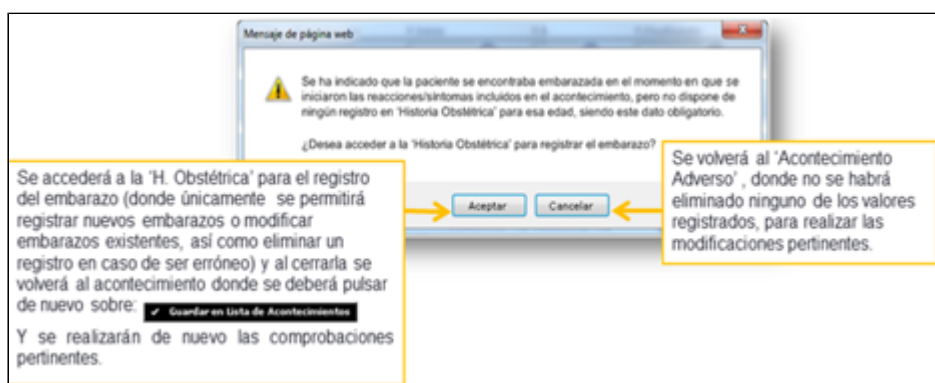 Mensaje de página web
Se ha indicado que la paciente se encontraba embarazada en el momento en que se
iniciaron las reacciones/síntomas incluidos en el acontecimiento, pero no dispone de
ningún registro en 'Historia Obstétrica' para esa edad, siendo este dato obligatorio.
¿Desea acceder a la 'Historia Obstétrica' para registrar el embarazo?
Aceptar
Cancelar
Se accederá a la 'H. Obstétrica' para el registro
del embarazo (donde únicamente se permitirá
registrar nuevos embarazos o modificar
embarazos existentes, así como eliminar un
registro en caso de ser erróneo) y al cerrarla se
volverá al acontecimiento donde se deberá pulsar
de nuevo sobre: ✓ Guardar en Lista de Acontecimientos
Y se realizarán de nuevo las comprobaciones
pertinentes.
Se volverá al 'Acontecimiento
Adverso' , donde no se habrá
eliminado ninguno de los valores
registrados, para realizar las
modificaciones pertinentes.